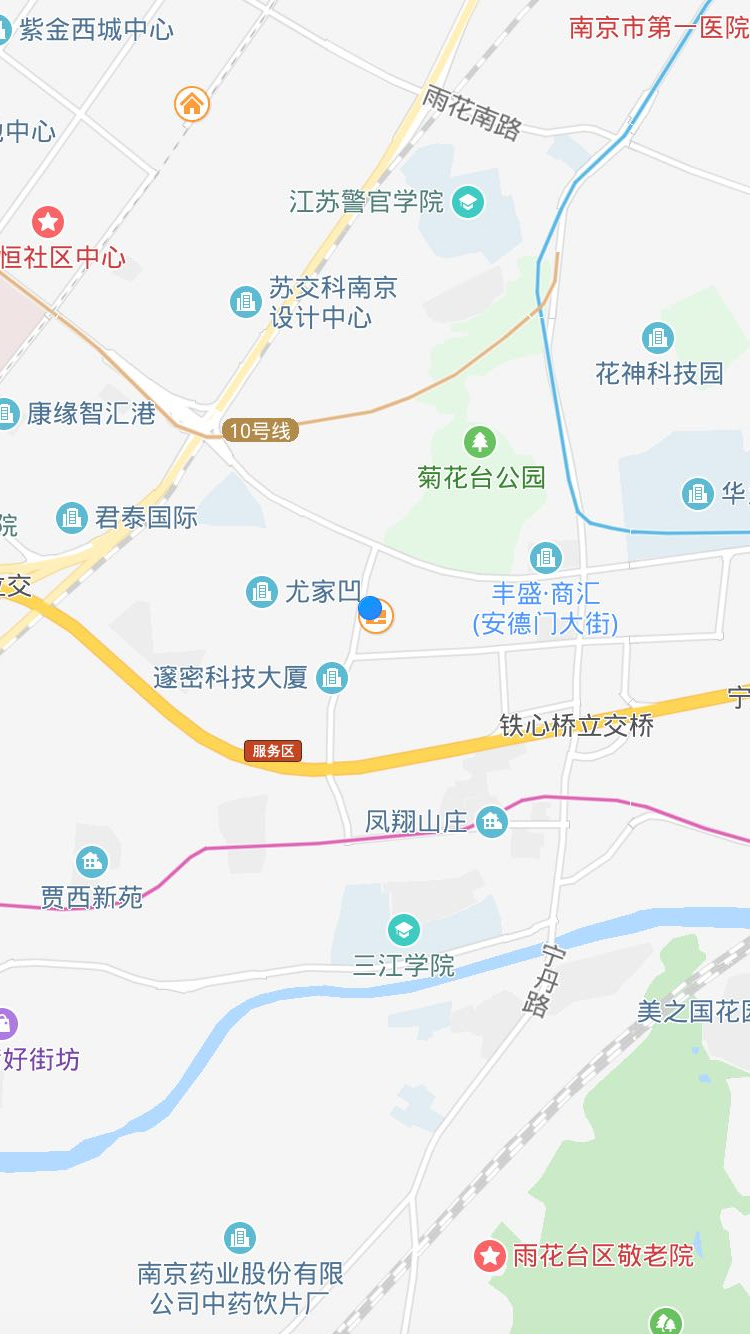 紫金西城中心
南京市第一医院
雨花南路
中心
江苏警官学院
恒社区中心
苏交科南京
设计中心
花神科技园
康缘智汇港
10号线
菊花台公园
华
君泰国际
院
立交
尤家凹
丰盛·商汇
(安德门大街)
邃密科技大厦
宁
铁心桥立交桥
服务区
凤翔山庄
贾西新苑
三江学院
宁丹路
美之国花园
好街坊
南京药业股份有限
公司中药饮片厂
雨花台区敬老院